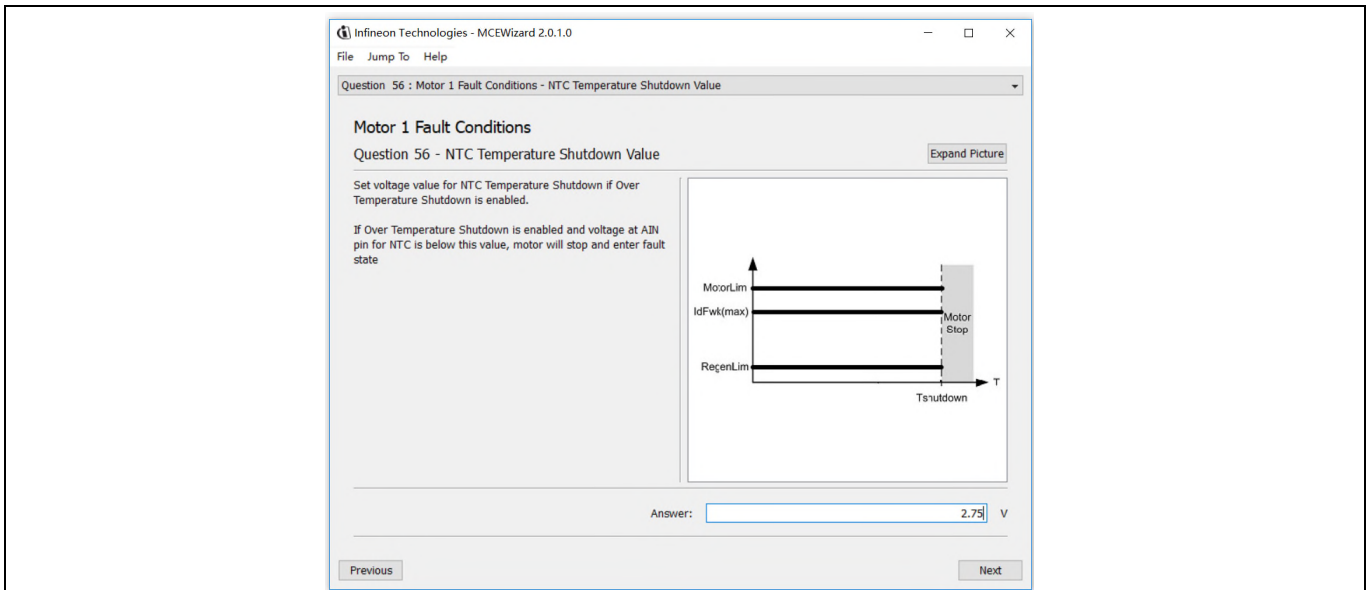 Infineon Technologies - MCEWizard 2.0.1.0
File Jump To Help
Question 56 : Motor 1 Fault Conditions - NTC Temperature Shutdown Value
Motor 1 Fault Conditions
Question 56 - NTC Temperature Shutdown Value
Expand Picture
Set voltage value for NTC Temperature Shutdown if Over
Temperature Shutdown is enabled.
If Over Temperature Shutdown is enabled and voltage at AIN
pin for NTC is below this value, motor will stop and enter fault
state
MotorLim
IdFwk(max)
Motor
Stop
RegenLim
T
Tshutdown
Answer: 2.75 V
Previous
Next